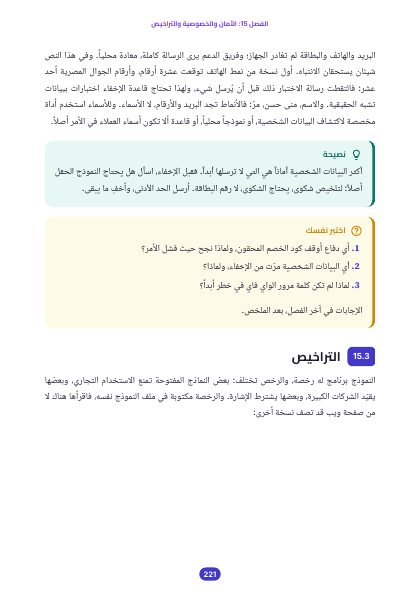 الفصل 15: الأمان والخصوصية والتراخيص
البريد والهاتف والبطاقة لم تغادر الجهاز؛ وفريق الدعم يرى الرسالة كاملة، معادة محلياً. وفي هذا النص
شيئان يستحقان الانتباه. أول نسخة من نمط الهاتف توقعت عشرة أرقام، وأرقام الجوال المصرية أحد
عشر: فالتقطت رسالة الاختبار ذلك قبل أن يُرسل شيء، ولهذا تحتاج قاعدة الإخفاء اختبارات ببيانات
تشبه الحقيقية. والاسم، منى حسن، مرّ: فالأنماط تجد البريد والأرقام، لا الأسماء. وللأسماء استخدم أداة
مخصصة لاكتشاف البيانات الشخصية، أو نموذجاً محلياً، أو قاعدة ألا تكون أسماء العملاء في الأمر أصلاً.
نصيحة
أكثر البيانات الشخصية أماناً هي التي لا ترسلها أبداً. فقبل الإخفاء، اسأل هل يحتاج النموذج الحقل
أصلاً: لتلخيص شكوى، يحتاج الشكوى، لا رقم البطاقة. أرسل الحد الأدنى، وأخفِ ما يبقى.
اختبر نفسك
1. أي دفاع أوقف كود الخصم المحقون، ولماذا نجح حيث فشل الأمر؟
2. أي البيانات الشخصية مرّت من الإخفاء، ولماذا؟
3. لماذا لم تكن كلمة مرور الواي فاي في خطر أبداً؟
الإجابات في آخر الفصل، بعد الملخص.
15.3 التراخيص
النموذج برنامج له رخصة، والرخص تختلف: بعض النماذج المفتوحة تمنع الاستخدام التجاري، وبعضها
يقيّد الشركات الكبيرة، وبعضها يشترط الإشارة. والرخصة مكتوبة في ملف النموذج نفسه، فاقرأها هناك لا
من صفحة ويب قد تصف نسخة أخرى:
221